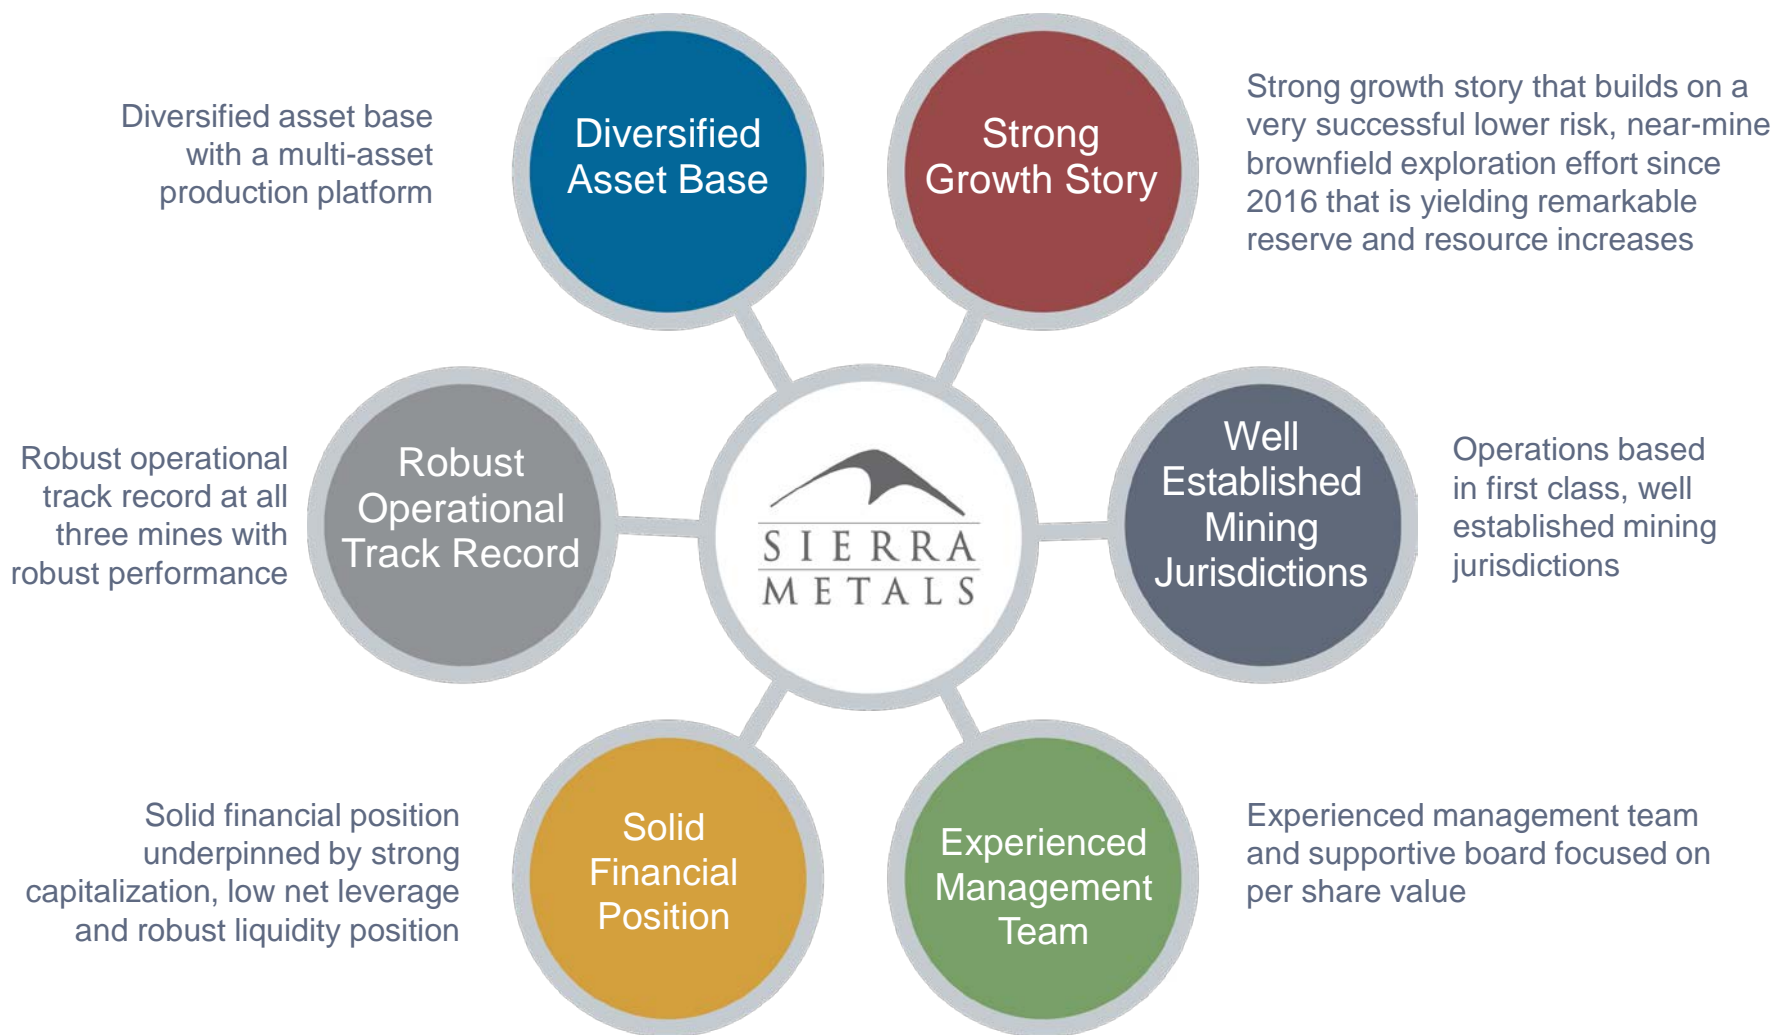 Diversified asset base
with a multi-asset
production platform
Diversified
Asset Base
Strong
Growth Story
Strong growth story that builds on a
very successful lower risk, near-mine
brownfield exploration effort since
2016 that is yielding remarkable
reserve and resource increases
Robust operational
track record at all
three mines with
robust performance
Robust
Operational
Track Record
SIERRA
METALS
Well
Established
Mining
Jurisdictions
Operations based
in first class, well
established mining
jurisdictions
Solid financial position
underpinned by strong
capitalization, low net leverage
and robust liquidity position
Solid
Financial
Position
Experienced
Management
Team
Experienced management team
and supportive board focused on
per share value